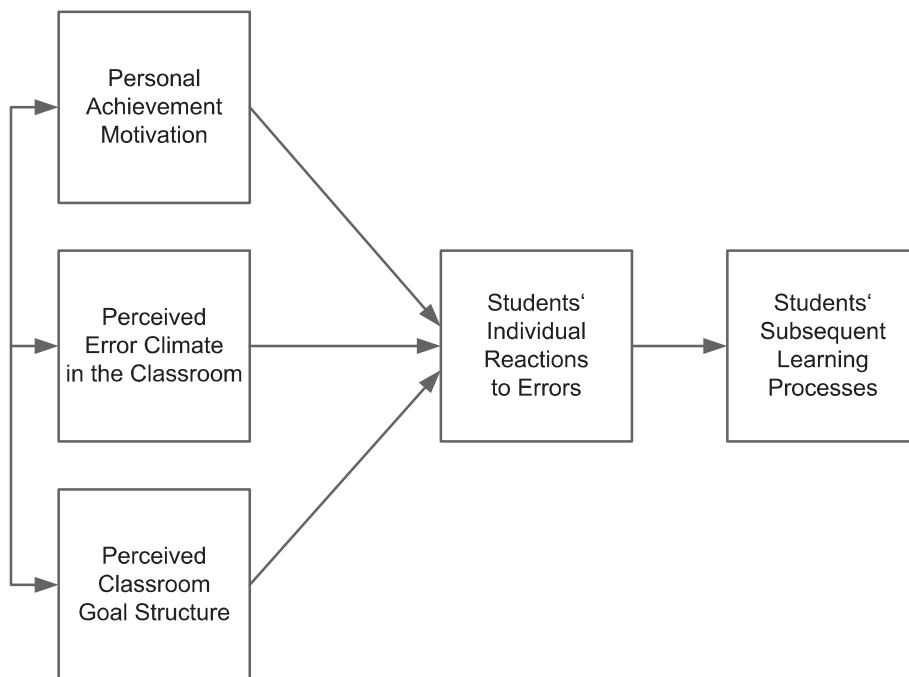 Personal
Achievement
Motivation
Perceived
Error Climate
in the Classroom
Perceived
Classroom
Goal Structure
Students‘
Individual
Reactions
to Errors
Students‘
Subsequent
Learning
Processes